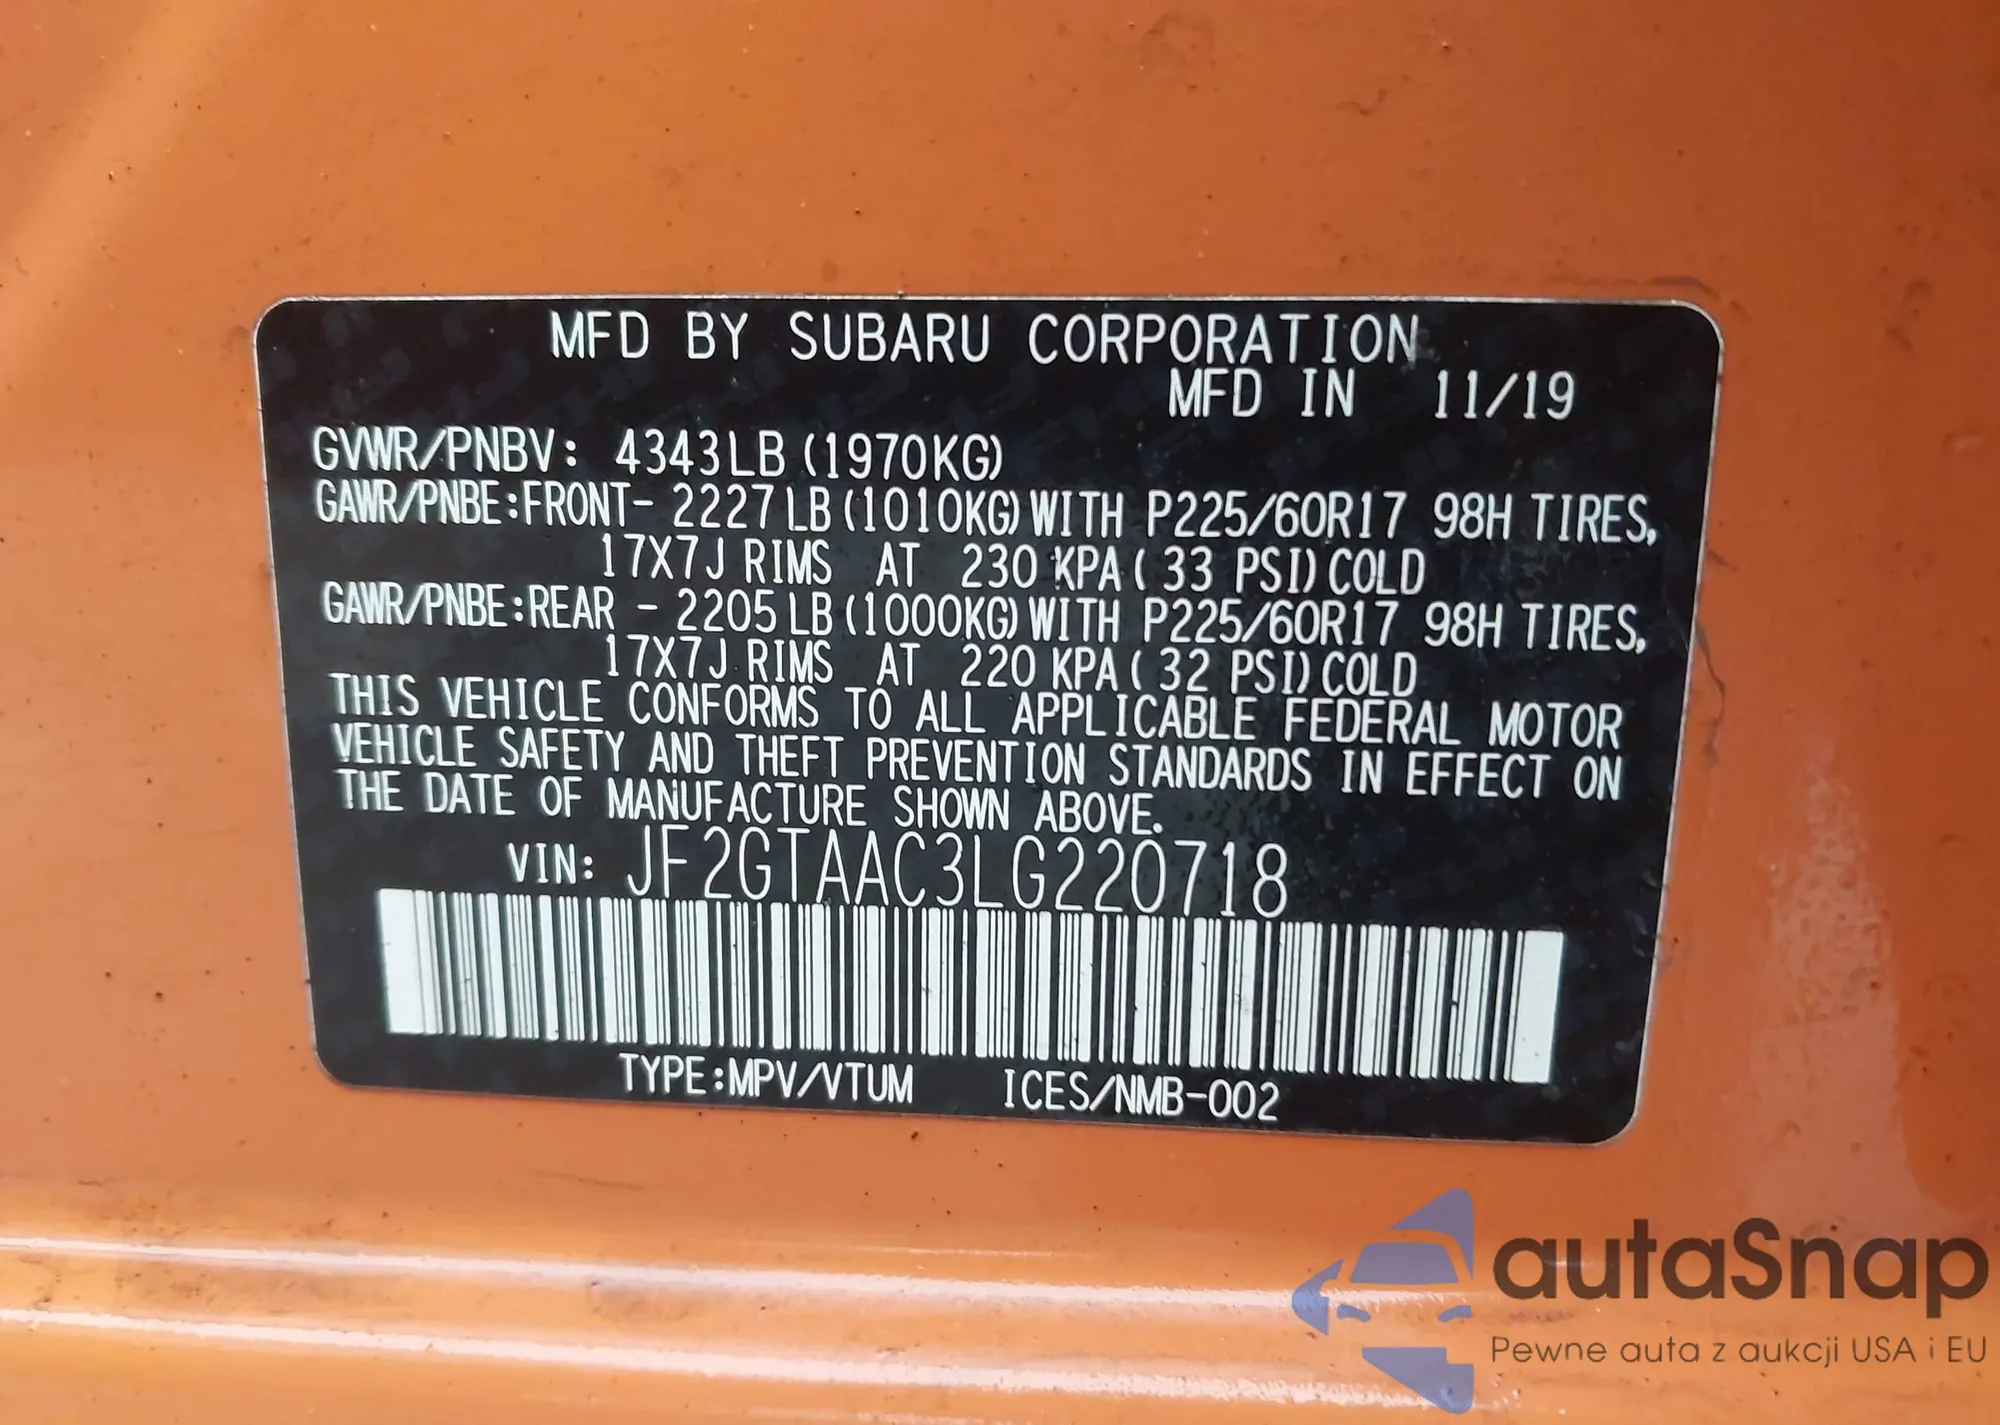 MFD BY SUBARU CORPORATION
MFD IN 11/19
GVWR/PNBV: 4343LB (1970KG)
GAWR/PNBE:FRONT- 2227LB(1010KG)WITH P225/60R17 98H TIRES,
17X7J RIMS AT 230 KPA( 33 PSI)COLD
GAWR/PNBE:REAR - 2205LB(1000KG)WITH P225/60R17 98H TIRES,
17X7J RIMS AT 220 KPA( 32 PSI)COLD
THIS VEHICLE CONFORMS TO ALL APPLICABLE FEDERAL MOTOR
VEHICLE SAFETY AND THEFT PREVENTION STANDARDS IN EFFECT ON
THE DATE OF MANUFACTURE SHOWN ABOVE.
VIN: JF2GTAAC3LG220718
TYPE:MPV/VTUM ICES/NMB-002
autaSnap
Pewne auta z aukcji USA i EU